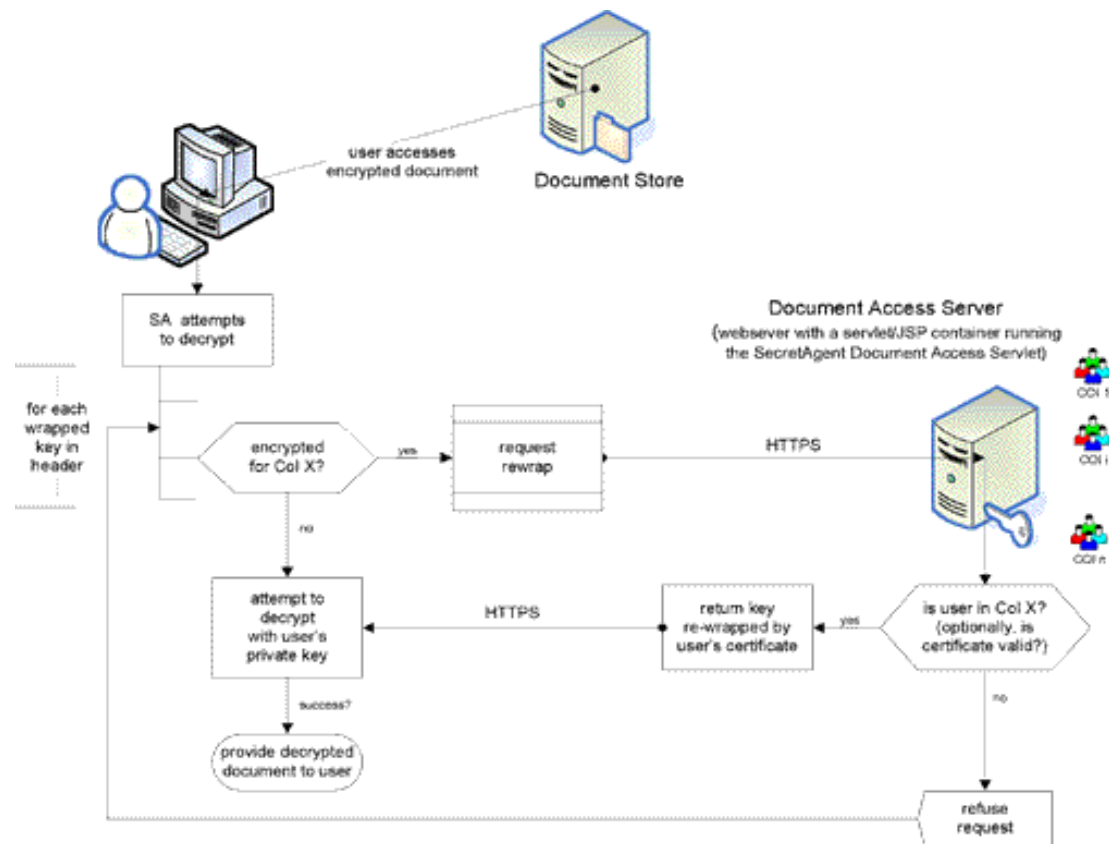 user accesses
encrypted document
Document Store
SA attempts
to decrypt
Document Access Server
(websever with a servlet/JSP container running
the SecretAgent Document Access Servlet)
COI 1
for each
wrapped
key in
header
encrypted
for CoI X?
yes
request
rewrap
HTTPS
COI i
COI n
no
attempt to
decrypt
with user's
private key
HTTPS
return key
re-wrapped by
user's certificate
yes
is user in CoI X?
(optionally, is
certificate valid?)
success?
no
provide decrypted
document to user
refuse
request